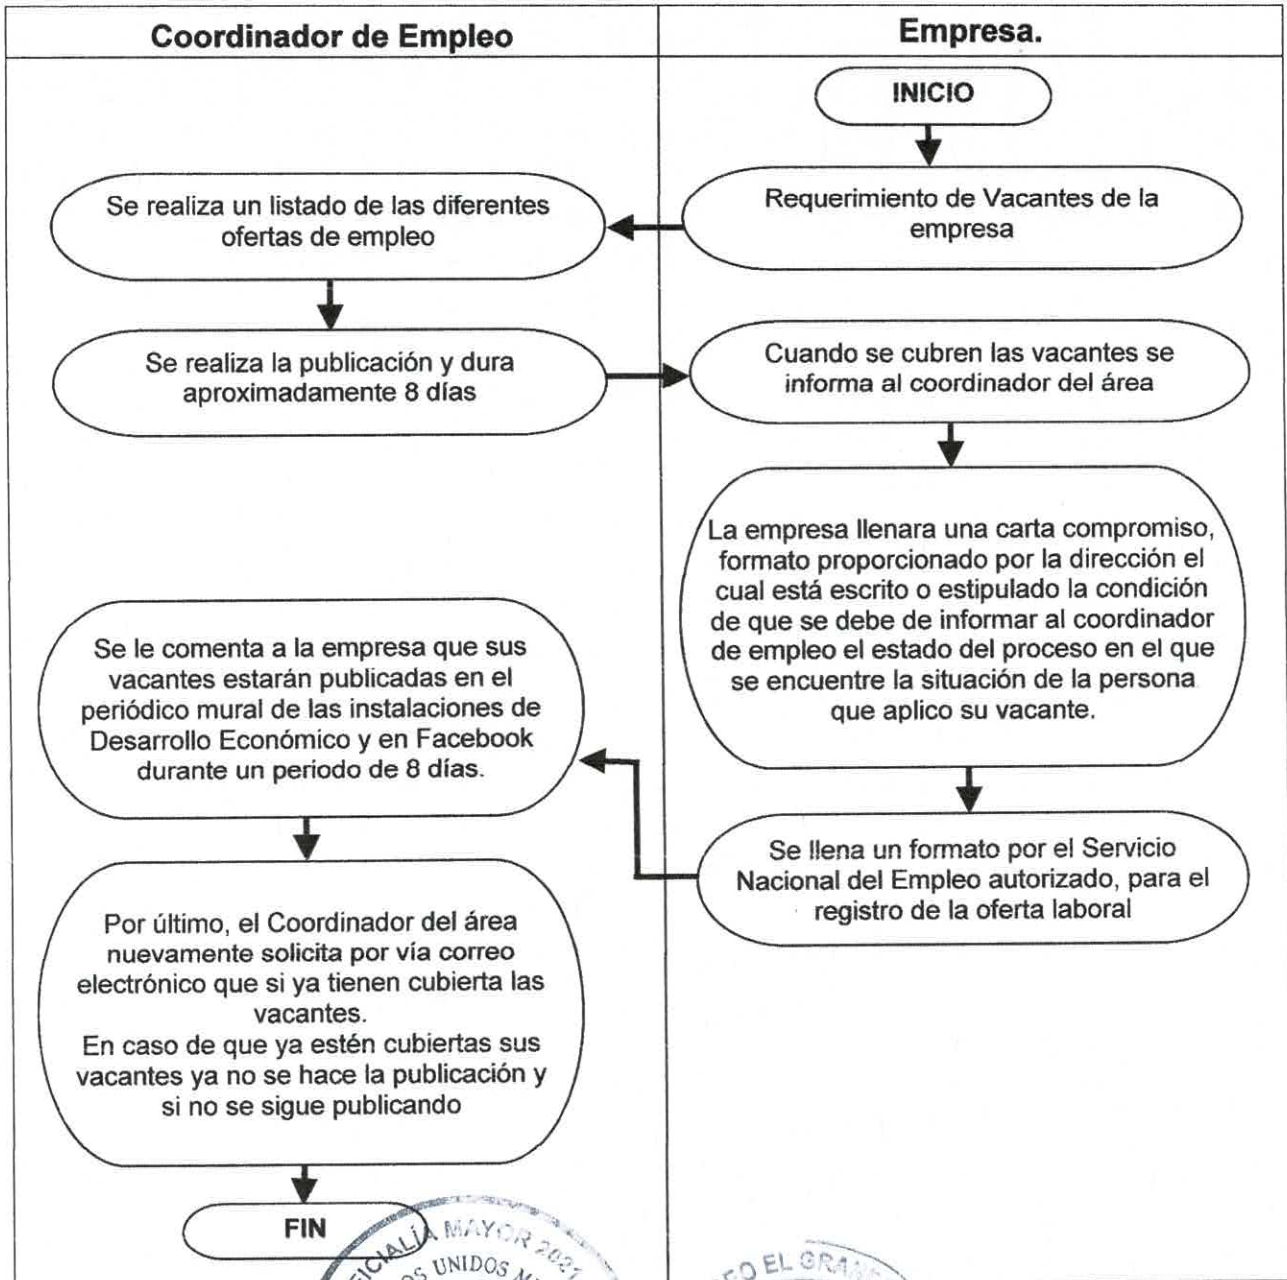 Coordinador de Empleo
Empresa.
INICIO
Requerimiento de Vacantes de la
empresa
Se realiza un listado de las diferentes
ofertas de empleo
Se realiza la publicación y dura
aproximadamente 8 días
Cuando se cubren las vacantes se
informa al coordinador del área
La empresa llenara una carta compromiso,
formato proporcionado por la dirección el
cual está escrito o estipulado la condición
de que se debe de informar al coordinador
de empleo el estado del proceso en el que
se encuentre la situación de la persona
que aplico su vacante.
Se llena un formato por el Servicio
Nacional del Empleo autorizado, para el
registro de la oferta laboral
Se le comenta a la empresa que sus
vacantes estarán publicadas en el
periódico mural de las instalaciones de
Desarrollo Económico y en Facebook
durante un periodo de 8 días.
Por último, el Coordinador del área
nuevamente solicita por vía correo
electrónico que si ya tienen cubierta las
vacantes.
En caso de que ya estén cubiertas sus
vacantes ya no se hace la publicación y
si no se sigue publicando
FIN
MAYOR
UNIDOS
EL